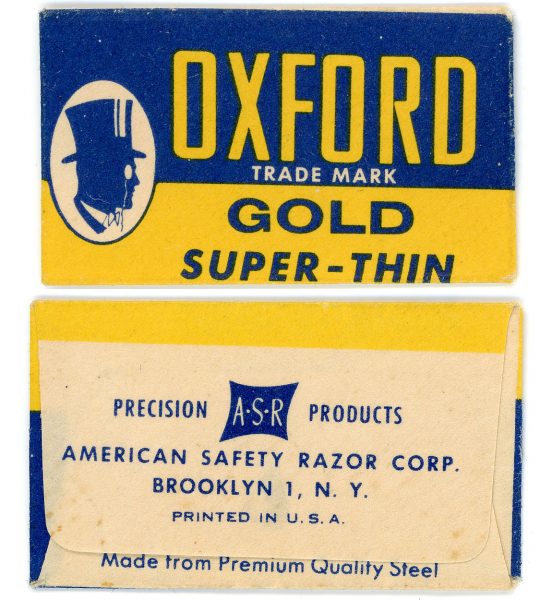 OXFORD
TRADE MARK
GOLD
SUPER-THIN
PRECISION A·S·R PRODUCTS
AMERICAN SAFETY RAZOR CORP.
BROOKLYN 1, N. Y.
PRINTED IN U.S.A.
Made from Premium Quality Steel